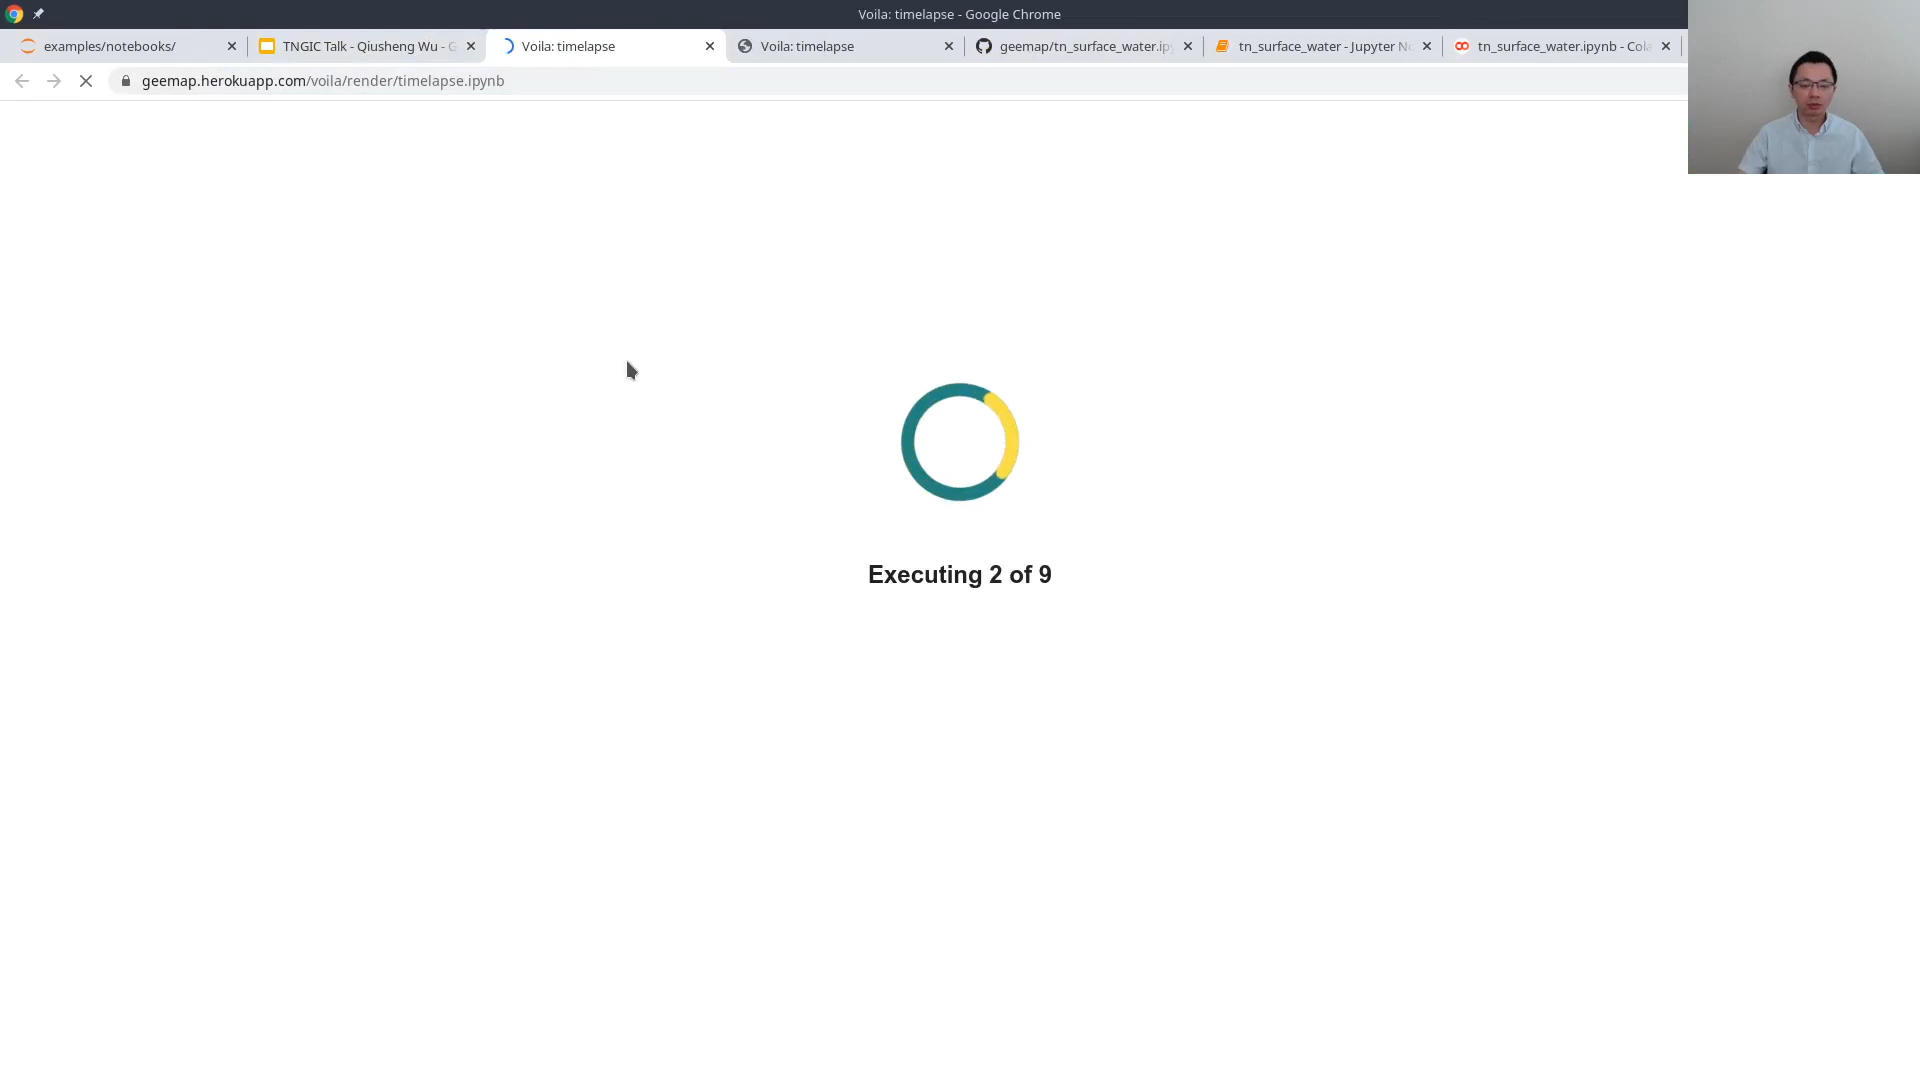 Voila: timelapse - Google Chrome
examples/notebooks/
TNGIC Talk - Qiusheng Wu - G
Voila: timelapse
Voila: timelapse
geemap/tn_surface_water.ip
tn_surface_water - Jupyter No
tn_surface_water.ipynb - Cola
geemap.herokuapp.com/voila/render/timelapse.ipynb
Executing 2 of 9